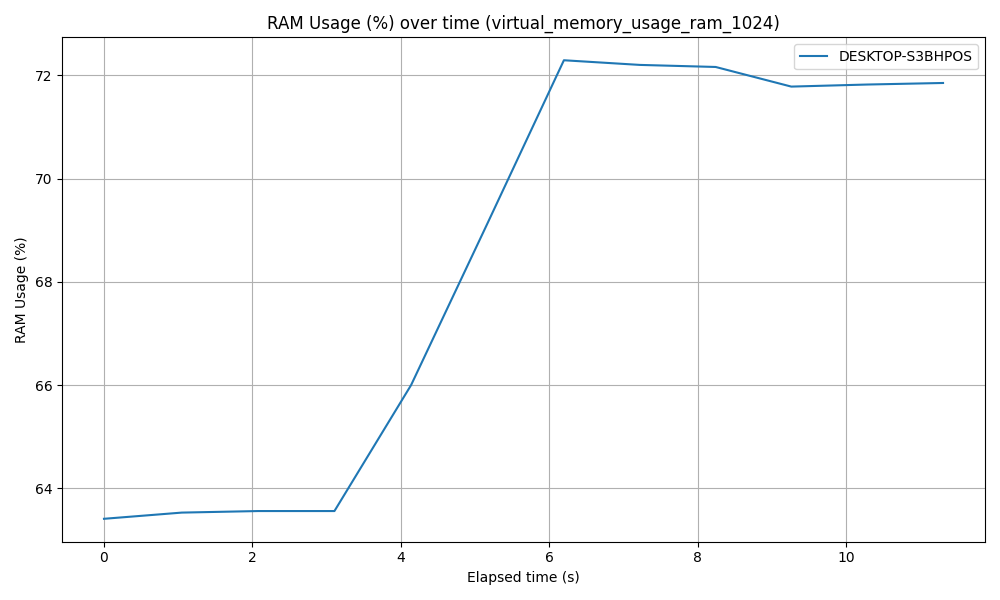 RAM Usage (%) over time (virtual_memory_usage_ram_1024)
DESKTOP-S3BHPOS
RAM Usage (%)
72
70
68
66
64
0 2 4 6 8 10
Elapsed time (s)